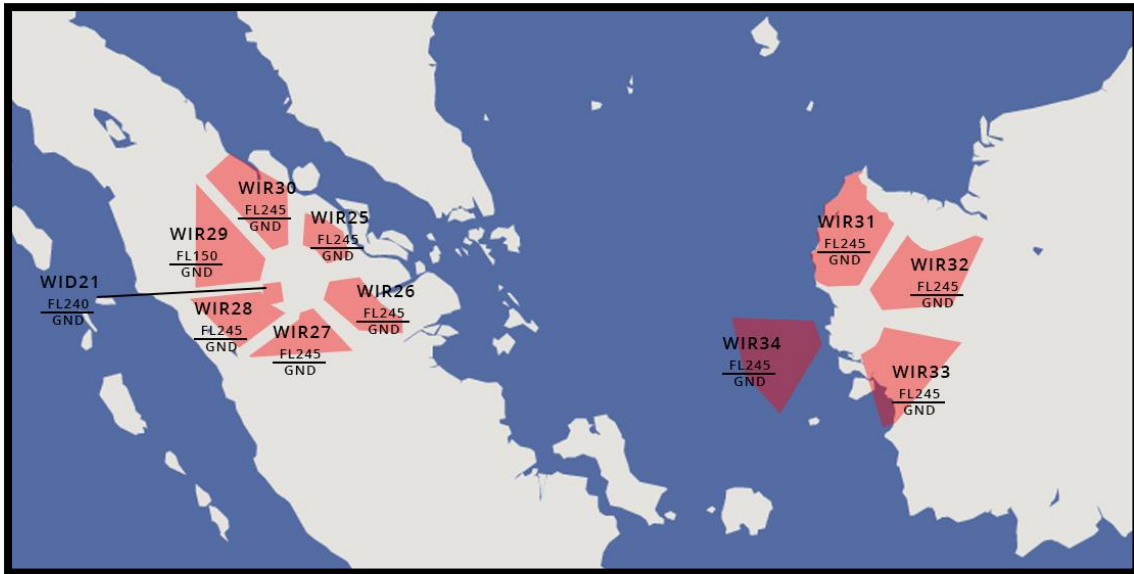 WIR30
FL245
GND
WIR25
FL245
GND
WIR29
FL150
GND
WID21
FL240
GND
WIR28
FL245
GND
WIR26
FL245
GND
WIR27
FL245
GND
WIR31
FL245
GND
WIR32
FL245
GND
WIR34
FL245
GND
WIR33
FL245
GND